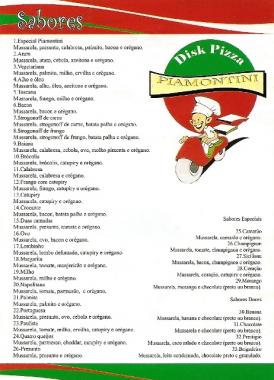 Sabores
Disk Pizza
PIAMONTINI
1.Especial Piamontini
Mussarela, presunto, calabresa, palmito, bacon e orégano.
2.Atum
Mussarela, atum, cebola, azeitona e orégano.
3.Vegetariana
Mussarela, palmito, milho, ervilha e orégano.
4.Alho e óleo
Mussarela, alho, óleo, azeitona e orégano.
5.Toscana
Mussarela, frango, milho e orégano.
8.Bacon
Mussarela, bacon e orégano.
Mussarela, strogonoff de carne, batata palha e orégano.
9.Strogonoff de frango
Mussarela, strogonoff de frango, batata palha e orégano.
9.Baiana
Mussarela, calabresa, cebola, ovo, molho pimenta e orégano.
10.Brócolis
Mussarela, brócolis, catupiry e orégano.
11.Calabresa
Mussarela, calabresa e orégano.
12.Frango com catupiry
Mussarela, frango, catupiry e orégano.
13.Catupiry
Mussarela, catupiry e orégano.
14.Crocante
Mussarela, bacon, batata palha e orégano.
15.Duas camadas
Mussarela, presunto, tomate e orégano.
16.Ovo
Mussarela, ovo, bacon e orégano.
17.Lombinho
Mussarela, lombo defumado, catupiry e orégano.
18.Marguerita
Mussarela, tomate, manjericão e orégano.
19.Milho
Mussarela, milho e orégano.
20.Napolitana
Mussarela, tomate, parmesão, e orégano.
21.Palmito
Mussarela, palmito e orégano.
22.Portuguesa
Mussarela, presunto, ovo, cebola e orégano.
23.Paulista
Mussarela, tomate, milho, ervilha, catupiry e orégano.
24.Quatro queijos
Mussarela, parmesan, cheddar, catupiry e orégano.
Mussarela, presunto e orégano.
Sabores Especiais
25.Camarão
Mussarela, camarão e orégano.
26.Champignon
Mussarela, tomate, champignon e orégano.
27.Siciliana
Mussarela, bacon, champignon e orégano.
28.Coração
Mussarela, coração, catupiry e orégano.
29.Morango
Mussarela, morango e chocolate (preto ou branco).
Sabores Doces
30.Banana
Mussarela, banana e chocolate (preto ou branco).
31.Chocolate
Mussarela e chocolate (preto ou branco).
32.Prestígio
Mussarela, coco ralado e chocolate (preto ou branco).
33.Brigadeiro
Mussarela, leite condensado, chocolate preto e granulado.